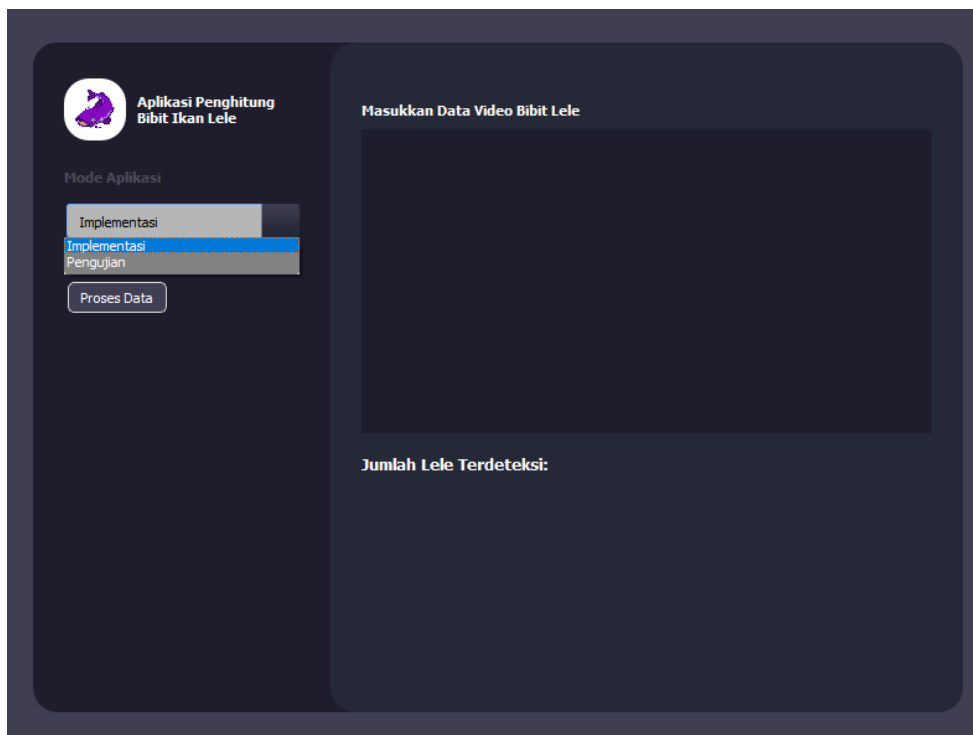 Aplikasi Penghitung
Bibit Ikan Lele
Mode Aplikasi
Implementasi
Implementasi
Pengujian
Proses Data
Masukkan Data Video Bibit Lele
Jumlah Lele Terdeteksi: